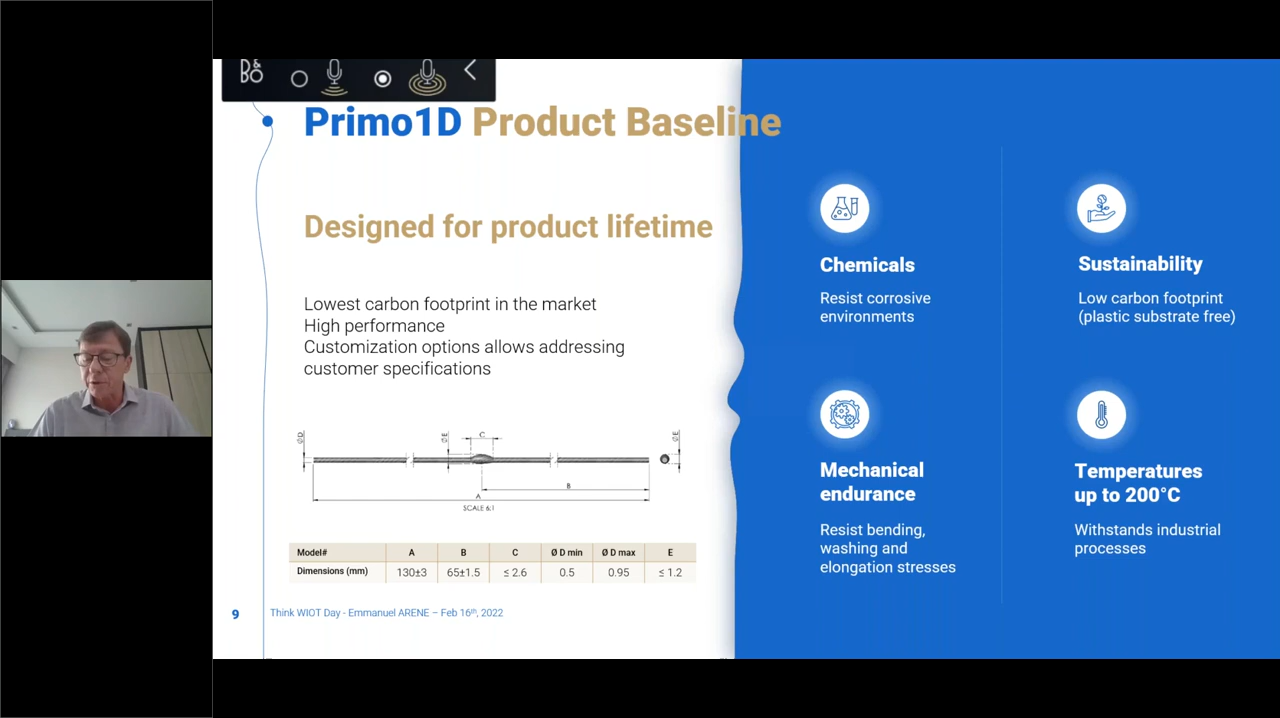 B&O
Primo1D Product Baseline
Designed for product lifetime
Lowest carbon footprint in the market
High performance
Customization options allows addressing
customer specifications
ØD
ØE
C
ØE
B
A
SCALE 6:1
Model# A B C Ø D min Ø D max E
Dimensions (mm) 130±3 65±1.5 ≤ 2.6 0.5 0.95 ≤ 1.2
9
Think WIOT Day - Emmanuel ARENE – Feb 16th, 2022
Chemicals
Resist corrosive
environments
Sustainability
Low carbon footprint
(plastic substrate free)
Mechanical
endurance
Resist bending,
washing and
elongation stresses
Temperatures
up to 200°C
Withstands industrial
processes